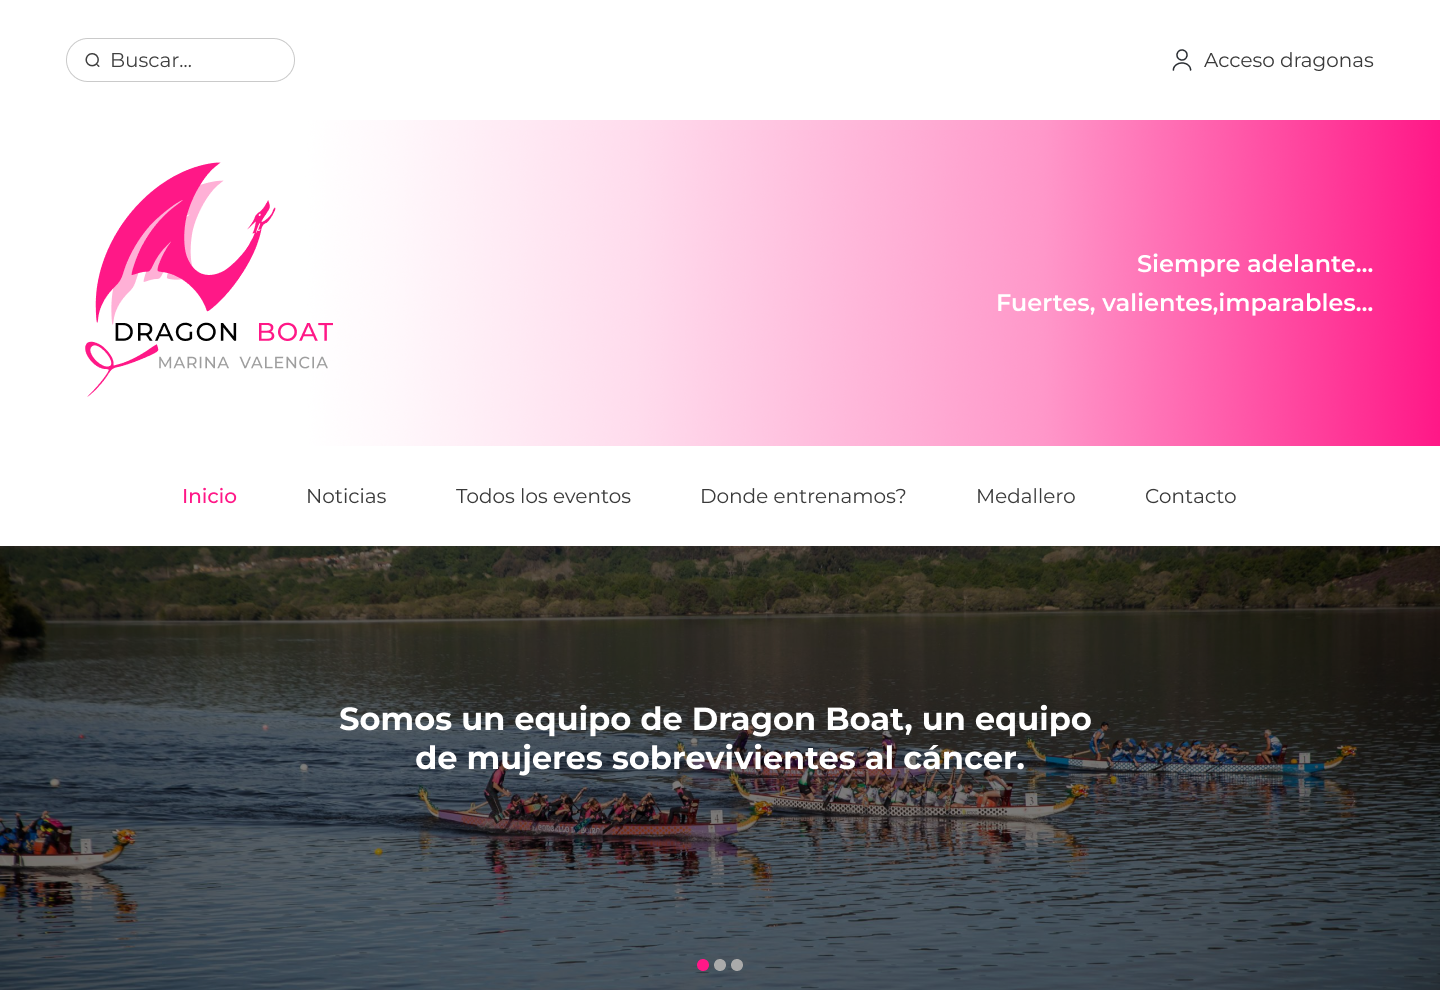 Buscar...
Acceso dragonas
Siempre adelante...
Fuertes, valientes,imparables...
DRAGON BOAT
MARINA VALENCIA
Inicio
Noticias
Todos los eventos
Donde entrenamos?
Medallero
Contacto
Somos un equipo de Dragon Boat, un equipo
de mujeres sobrevivientes al cáncer.